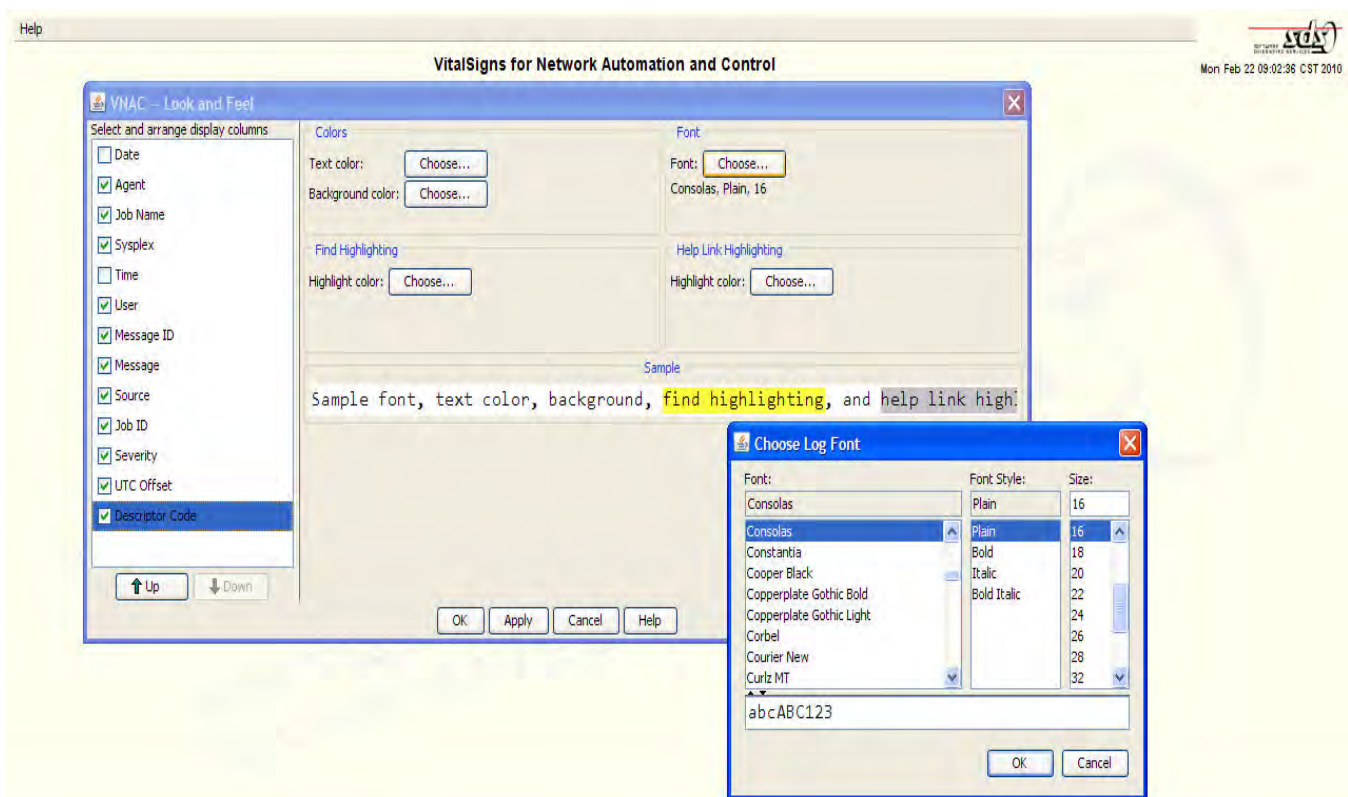 Help
sds
VitalSigns for Network Automation and Control
Mon Feb 22 09:02:36 CST 2010
VNAC -- Look and Feel
Select and arrange display columns
Date
Agent
Job Name
Sysplex
Time
User
Message ID
Message
Source
Job ID
Severity
UTC Offset
Descriptor Code
Up
Down
Colors
Text color: Choose...
Background color: Choose...
Font
Font: Choose...
Consolas, Plain, 16
Find Highlighting
Highlight color: Choose...
Help Link Highlighting
Highlight color: Choose...
Sample
Sample font, text color, background, find highlighting, and help link high
OK
Apply
Cancel
Help
Choose Log Font
Font:
Consolas
Consolas
Constantia
Cooper Black
Copperplate Gothic Bold
Copperplate Gothic Light
Corbel
Courier New
Curlz MT
Font Style:
Plain
Plain
Bold
Italic
Bold Italic
Size:
16
16
18
20
22
24
26
28
32
abcABC123
OK
Cancel